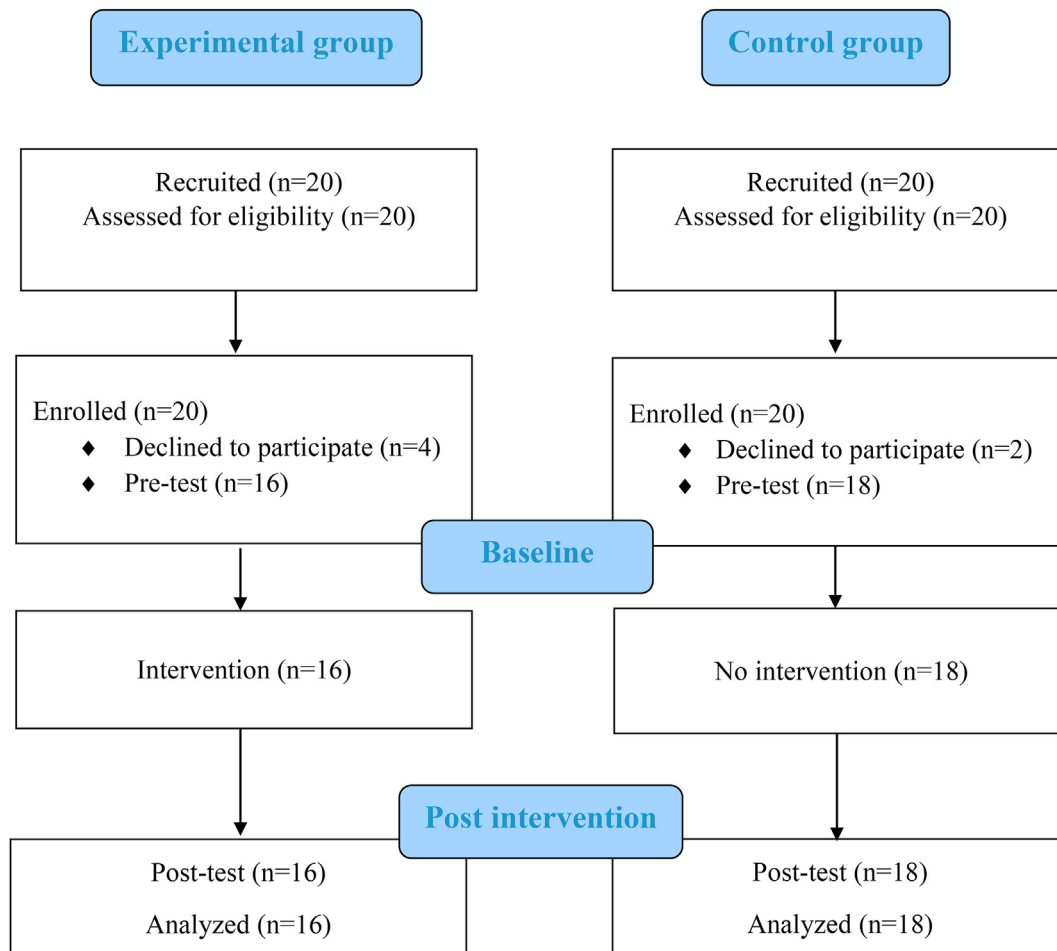 Experimental group
Control group
Recruited (n=20)
Assessed for eligibility (n=20)
Recruited (n=20)
Assessed for eligibility (n=20)
Enrolled (n=20)
♦ Declined to participate (n=4)
♦ Pre-test (n=16)
Enrolled (n=20)
♦ Declined to participate (n=2)
♦ Pre-test (n=18)
Baseline
Intervention (n=16)
No intervention (n=18)
Post intervention
Post-test (n=16)
Analyzed (n=16)
Post-test (n=18)
Analyzed (n=18)